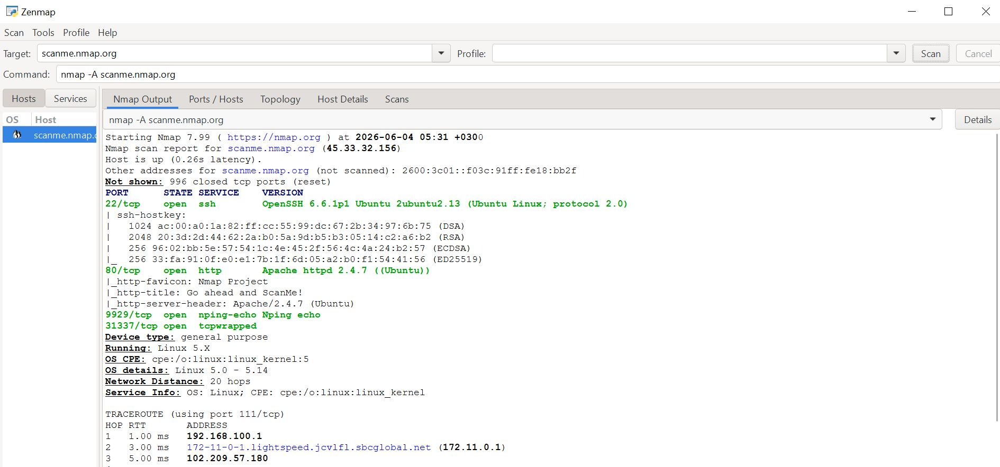 Zenmap
Scan Tools Profile Help
Target: scanme.nmap.org Profile: Scan Cancel
Command: nmap -A scanme.nmap.org
Hosts Services Nmap Output Ports / Hosts Topology Host Details Scans
OS Host nmap -A scanme.nmap.org Details
scanme.nmap.
Starting Nmap 7.99 ( https://nmap.org ) at 2026-06-04 05:31 +0300
Nmap scan report for scanme.nmap.org (45.33.32.156)
Host is up (0.26s latency).
Other addresses for scanme.nmap.org (not scanned): 2600:3c01::f03c:91ff:fe18:bb2f
Not shown: 996 closed tcp ports (reset)
PORT      STATE SERVICE    VERSION
22/tcp    open  ssh        OpenSSH 6.6.1p1 Ubuntu 2ubuntu2.13 (Ubuntu Linux; protocol 2.0)
| ssh-hostkey:
|   1024 ac:00:a0:1a:82:ff:cc:55:99:dc:67:2b:34:97:6b:75 (DSA)
|   2048 20:3d:2d:44:62:2a:b0:5a:9d:b5:b3:05:14:c2:a6:b2 (RSA)
|   256 96:02:bb:5e:57:54:1c:4e:45:2f:56:4c:4a:24:b2:57 (ECDSA)
|_  256 33:fa:91:0f:e0:e1:7b:1f:6d:05:a2:b0:f1:54:41:56 (ED25519)
80/tcp    open  http       Apache httpd 2.4.7 ((Ubuntu))
|_http-favicon: Nmap Project
|_http-title: Go ahead and ScanMe!
|_http-server-header: Apache/2.4.7 (Ubuntu)
9929/tcp  open  nping-echo Nping echo
31337/tcp open  tcpwrapped
Device type: general purpose
Running: Linux 5.X
OS CPE: cpe:/o:linux:linux_kernel:5
OS details: Linux 5.0 - 5.14
Network Distance: 20 hops
Service Info: OS: Linux; CPE: cpe:/o:linux:linux_kernel
TRACEROUTE (using port 111/tcp)
HOP RTT       ADDRESS
1   1.00 ms   192.168.100.1
2   3.00 ms   172-11-0-1.lightspeed.jcvlfl.sbcglobal.net (172.11.0.1)
3   5.00 ms   102.209.57.180